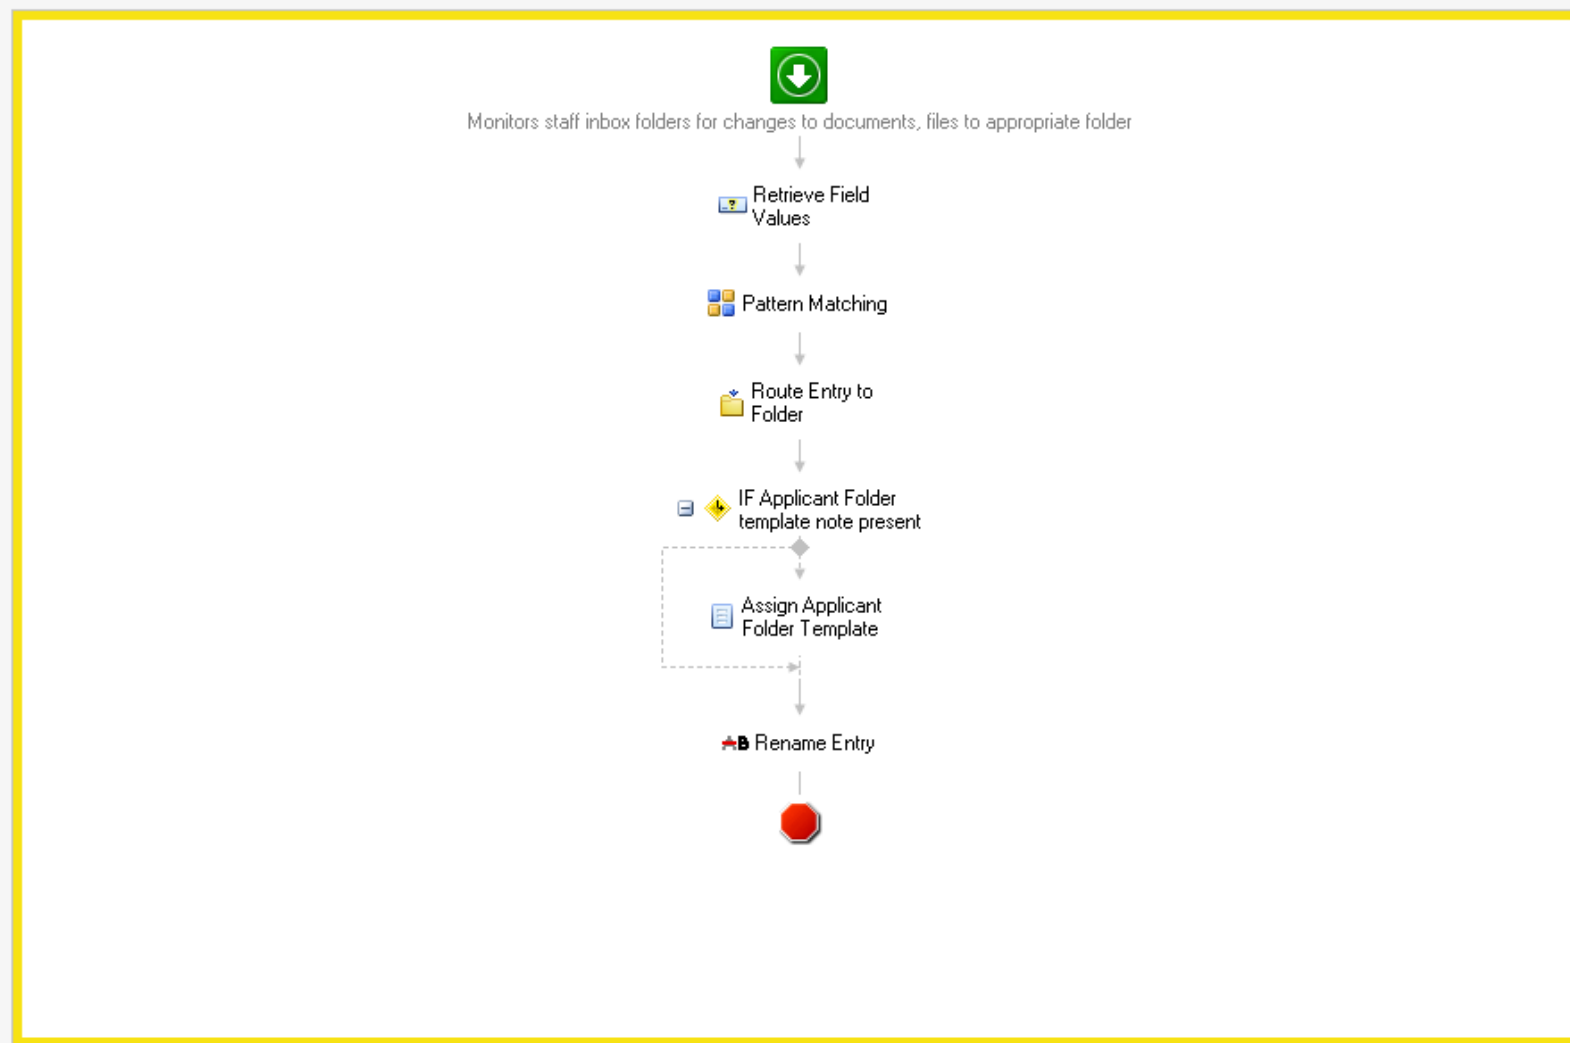 Monitors staff inbox folders for changes to documents, files to appropriate folder
Retrieve Field
Values
Pattern Matching
Route Entry to
Folder
IF Applicant Folder
template note present
Assign Applicant
Folder Template
AB Rename Entry